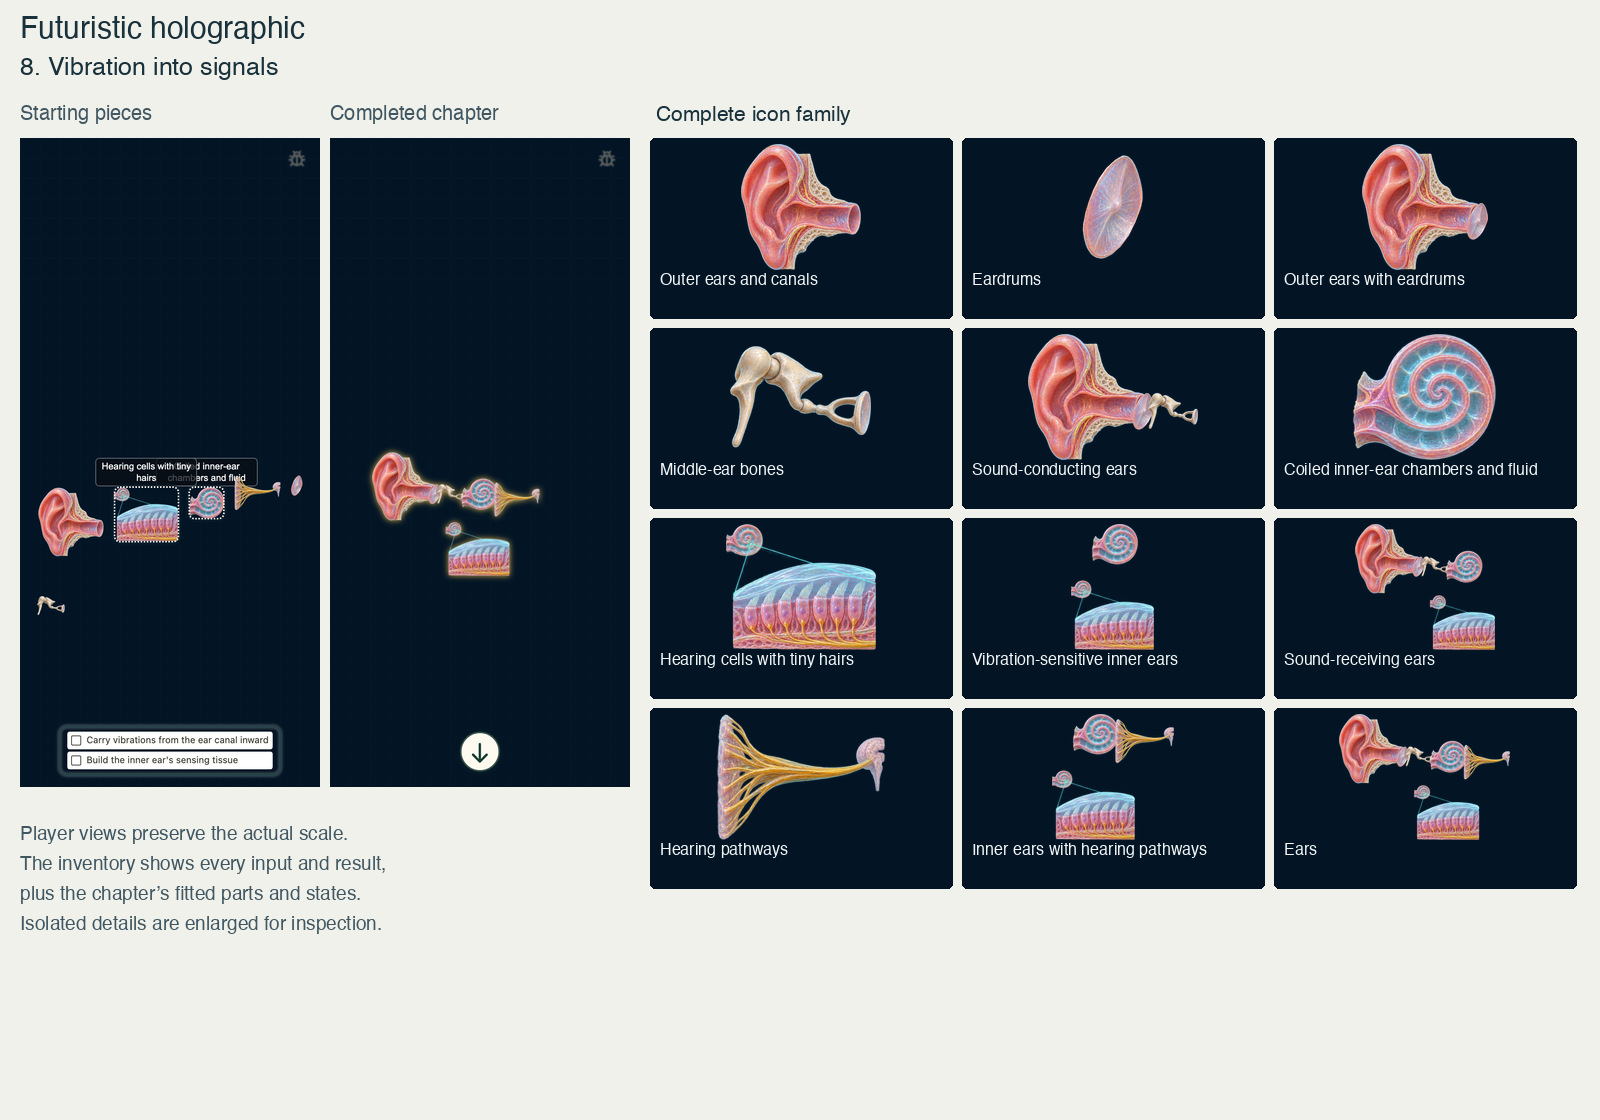 Futuristic holographic
8. Vibration into signals
Starting pieces
Completed chapter
Complete icon family
Hearing cells with tiny
hairs
d inner-ear
chambers and fluid
Carry vibrations from the ear canal inward
Build the inner ear's sensing tissue
Outer ears and canals
Eardrums
Outer ears with eardrums
Middle-ear bones
Sound-conducting ears
Coiled inner-ear chambers and fluid
Hearing cells with tiny hairs
Vibration-sensitive inner ears
Sound-receiving ears
Hearing pathways
Inner ears with hearing pathways
Ears
Player views preserve the actual scale.
The inventory shows every input and result,
plus the chapter’s fitted parts and states.
Isolated details are enlarged for inspection.